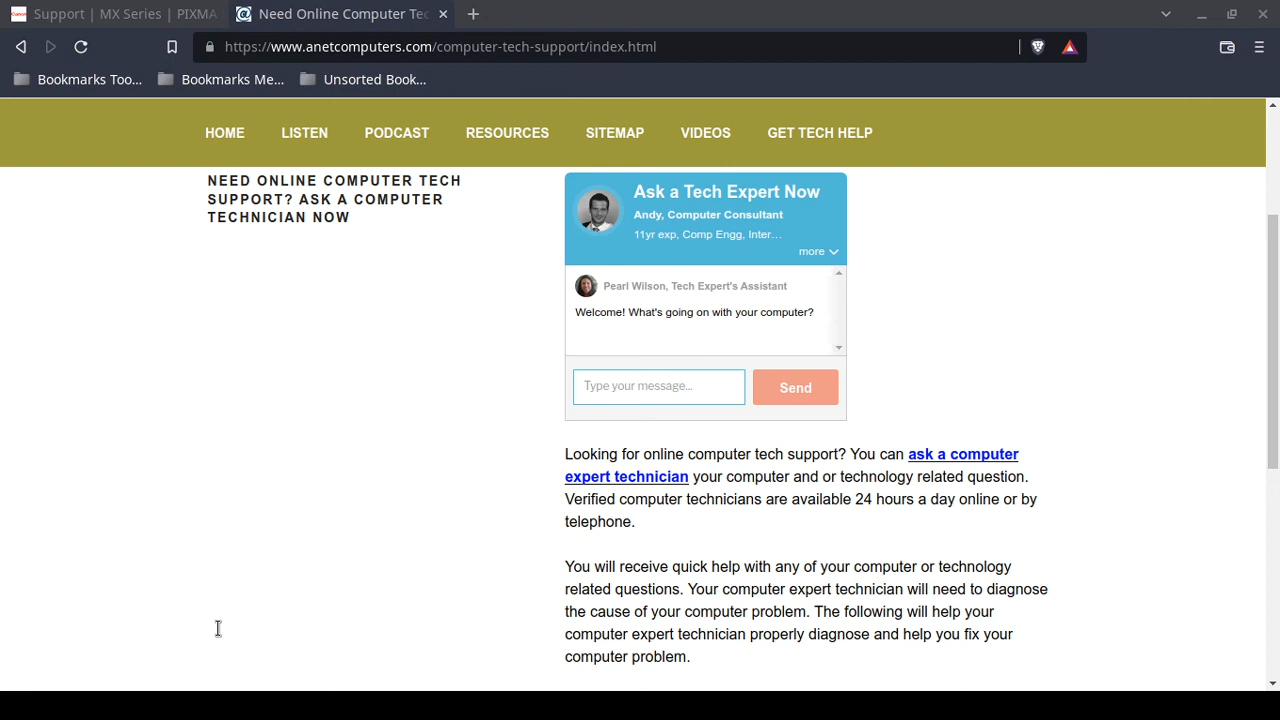 Support | MX Series | PIXMA
Need Online Computer Tec
https://www.anetcomputers.com/computer-tech-support/index.html
Bookmarks Too...
Bookmarks Me...
Unsorted Book...
HOME
LISTEN
PODCAST
RESOURCES
SITEMAP
VIDEOS
GET TECH HELP
NEED ONLINE COMPUTER TECH
SUPPORT? ASK A COMPUTER
TECHNICIAN NOW
Ask a Tech Expert Now
Andy, Computer Consultant
11yr exp, Comp Engg, Inter...
more
Pearl Wilson, Tech Expert's Assistant
Welcome! What's going on with your computer?
Type your message...
Send
Looking for online computer tech support? You can ask a computer
expert technician your computer and or technology related question.
Verified computer technicians are available 24 hours a day online or by
telephone.
You will receive quick help with any of your computer or technology
related questions. Your computer expert technician will need to diagnose
the cause of your computer problem. The following will help your
computer expert technician properly diagnose and help you fix your
computer problem.